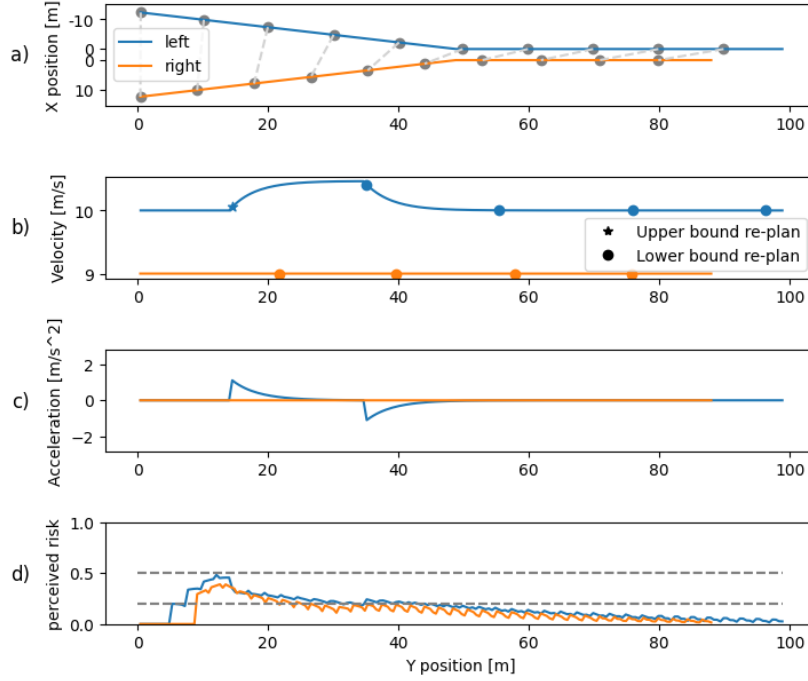 a)
X position [m]
-10
0
0
10
left
right
0 20 40 60 80 100
b)
Velocity [m/s]
10
9
Upper bound re-plan
Lower bound re-plan
0 20 40 60 80 100
c)
Acceleration [m/s^2]
2
0
−2
0 20 40 60 80 100
d)
perceived risk
1.0
0.5
0.0
0 20 40 60 80 100
Y position [m]